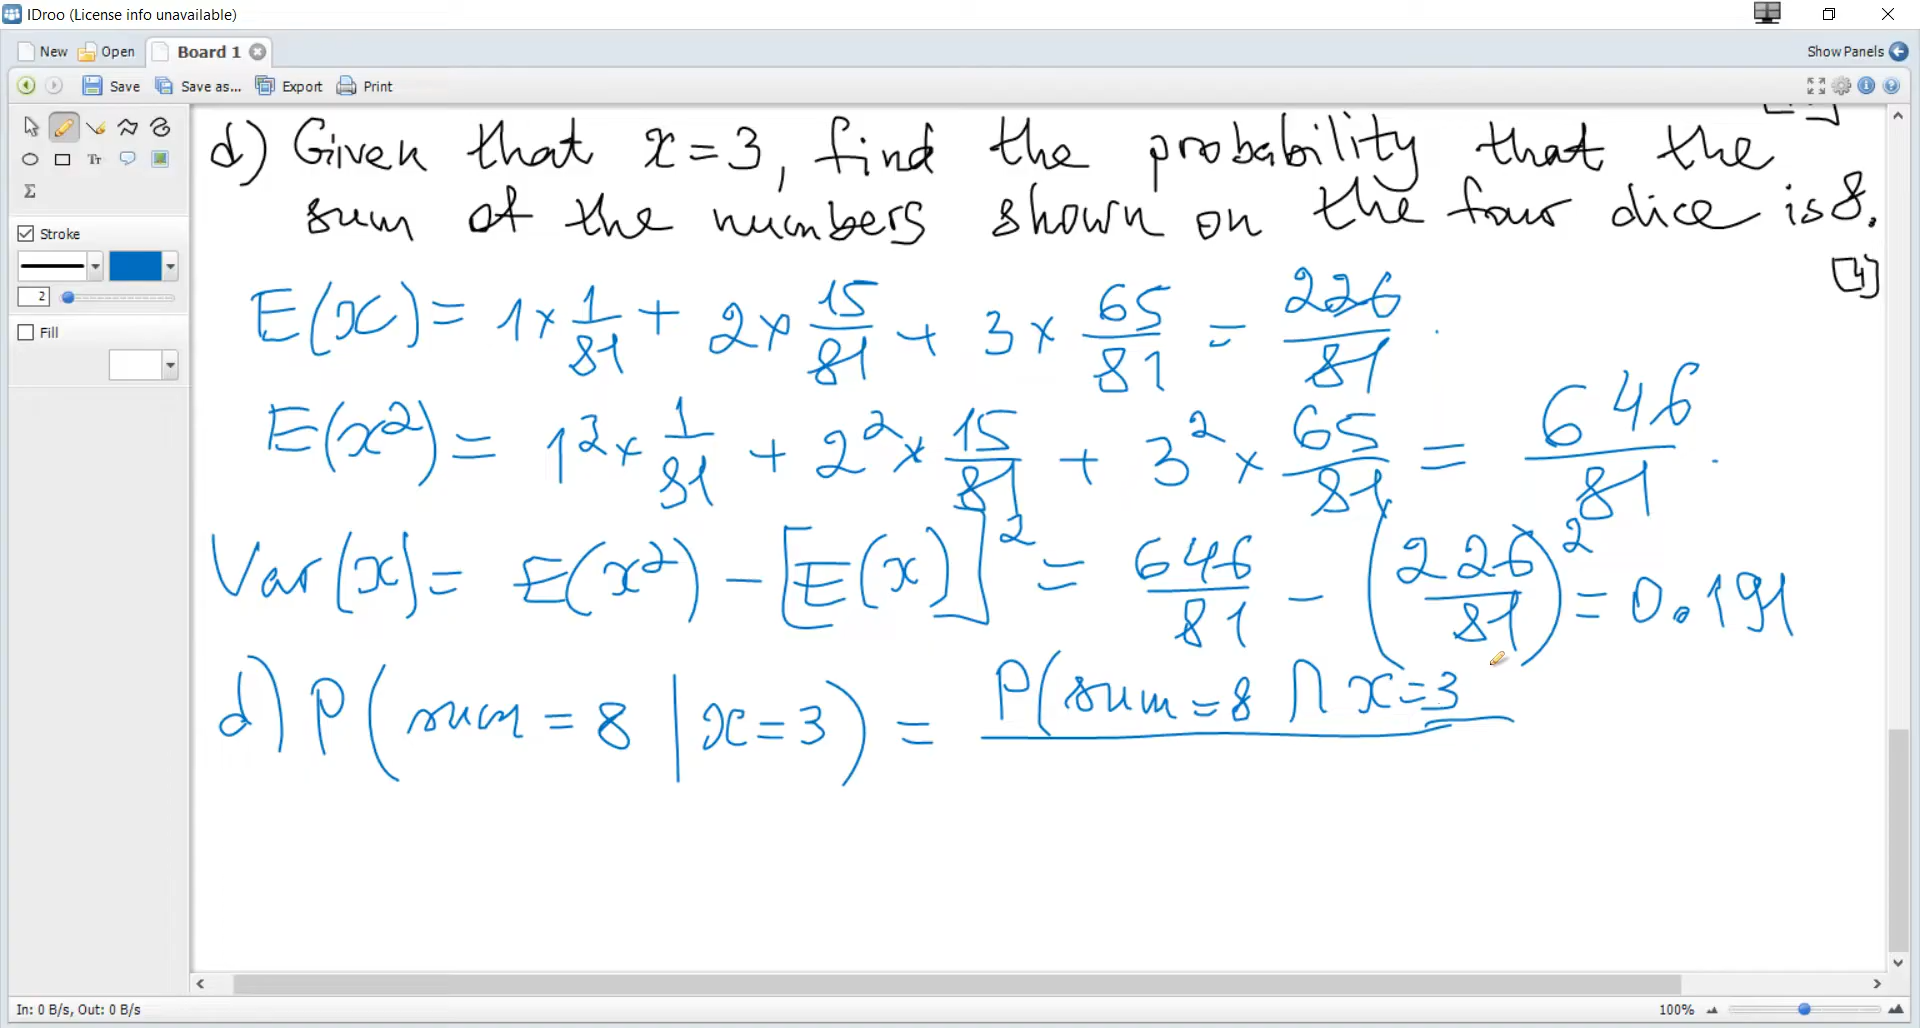 IDroo (License info unavailable)
New Open Board 1 Show Panels
Save Save as... Export Print
d) Given that x=3, find the probability that the
Tr sum of the numbers shown on the four dice is 8.
Σ
[4]
Stroke
2
Fill
E(x) = 1 × 1/81 + 2 × 15/81 + 3 × 65/81 = 226/81 .
E(x²) = 1² × 1/81 + 2² × 15/81 + 3² × 65/81 = 646/81 .
Var(x) = E(x²) − [E(x)]² = 646/81 − (226/81)² = 0.191
d) P(sum = 8 | x = 3) = P(sum = 8 ∩ x = 3
In: 0 B/s, Out: 0 B/s 100%